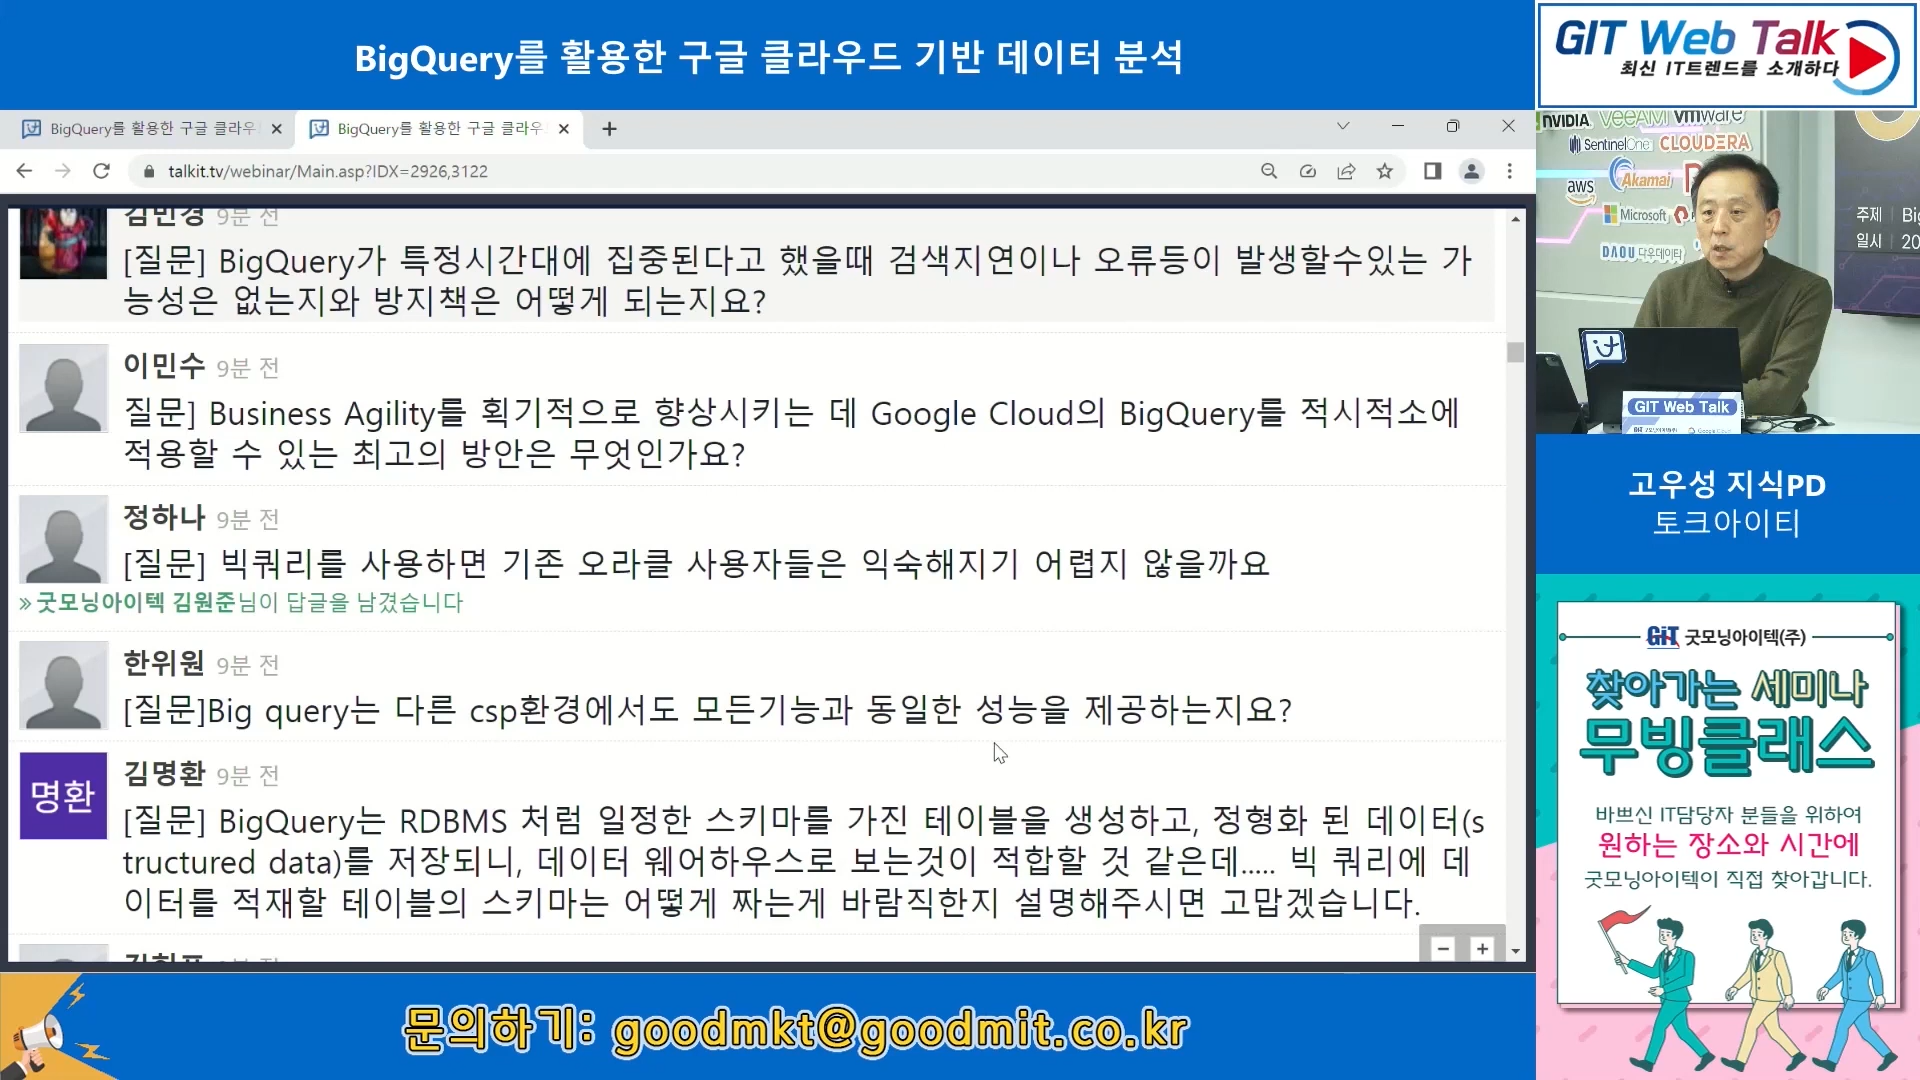 BigQuery를 활용한 구글 클라우드 기반 데이터 분석
GIT Web Talk
최신 IT트렌드를 소개하다
BigQuery를 활용한 구글 클라우
BigQuery를 활용한 구글 클라우
talkit.tv/webinar/Main.asp?IDX=2926,3122
김민경 9분 전
[질문] BigQuery가 특정시간대에 집중된다고 했을때 검색지연이나 오류등이 발생할수있는 가
능성은 없는지와 방지책은 어떻게 되는지요?
이민수 9분 전
질문] Business Agility를 획기적으로 향상시키는 데 Google Cloud의 BigQuery를 적시적소에
적용할 수 있는 최고의 방안은 무엇인가요?
정하나 9분 전
[질문] 빅쿼리를 사용하면 기존 오라클 사용자들은 익숙해지기 어렵지 않을까요
» 굿모닝아이텍 김원준님이 답글을 남겼습니다
한위원 9분 전
[질문]Big query는 다른 csp환경에서도 모든기능과 동일한 성능을 제공하는지요?
명환
김명환 9분 전
[질문] BigQuery는 RDBMS 처럼 일정한 스키마를 가진 테이블을 생성하고, 정형화 된 데이터(s
tructured data)를 저장되니, 데이터 웨어하우스로 보는것이 적합할 것 같은데..... 빅 쿼리에 데
이터를 적재할 테이블의 스키마는 어떻게 짜는게 바람직한지 설명해주시면 고맙겠습니다.
문의하기: goodmkt@goodmit.co.kr
NVIDIA VEEAM vmware
SentinelOne CLOUDERA
aws Akamai
Microsoft
DAOU 다우데이타
주제 Bi
일시 20
it
GIT Web Talk
Google Cloud
고우성 지식PD
토크아이티
GIT 굿모닝아이텍(주)
찾아가는 세미나
무빙클래스
바쁘신 IT담당자 분들을 위하여
원하는 장소와 시간에
굿모닝아이텍이 직접 찾아갑니다.